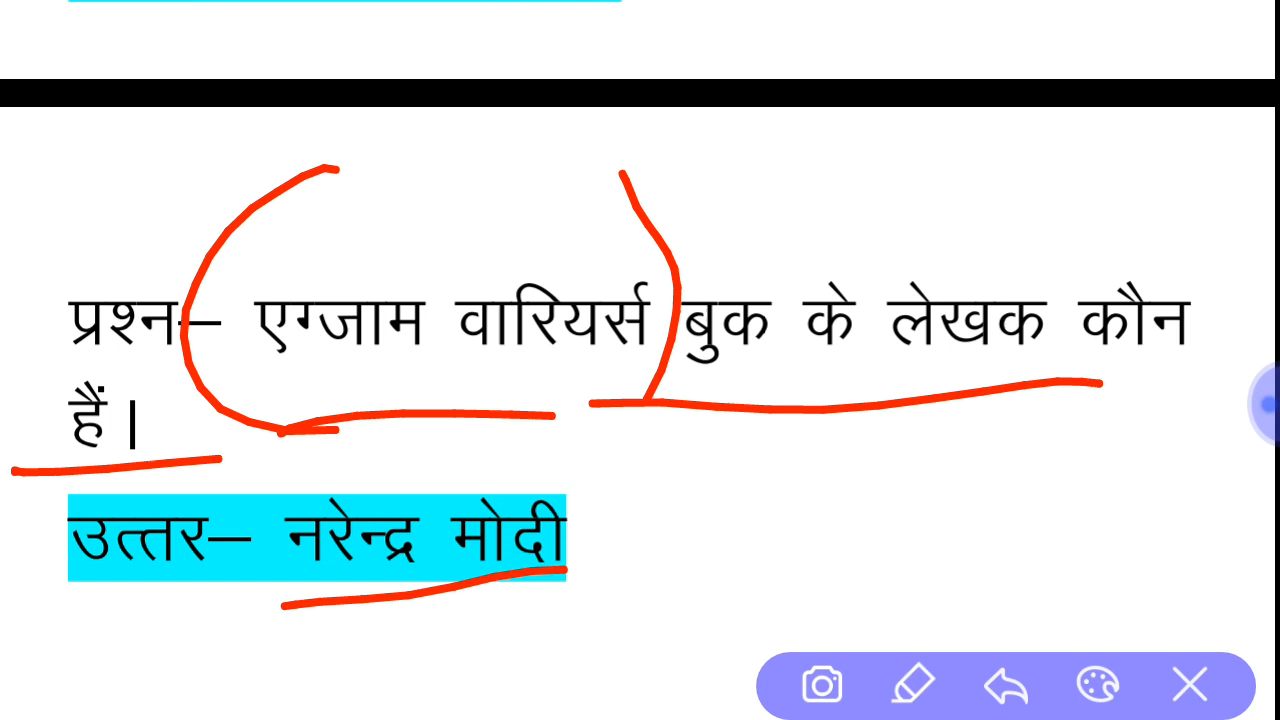 प्रश्न– एग्जाम वारियर्स बुक के लेखक कौन
हैं।
उत्तर– नरेन्द्र मोदी